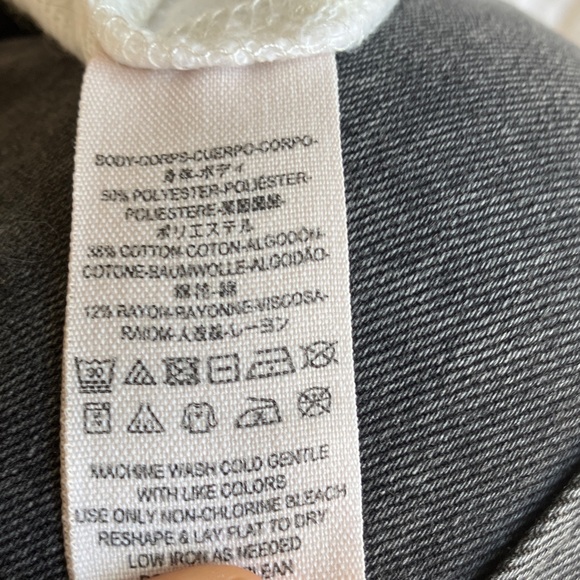 BODY-CORPS-CUERPO-CORPO-
身体-ボディ
50% POLYESTER-POLIÉSTER-
POLIESTERE-聚酯纖維-
ポリエステル
38% COTTON-COTON-ALGODÓN-
COTONE-BAUMWOLLE-ALGODÃO-
棉-綿
12% RAYON-RAYONNE-VISCOSA-
RAIOM-人造絲-レーヨン
30
MACHINE WASH COLD GENTLE
WITH LIKE COLORS
USE ONLY NON-CHLORINE BLEACH
RESHAPE & LAY FLAT TO DRY
LOW IRON AS NEEDED
CLEAN